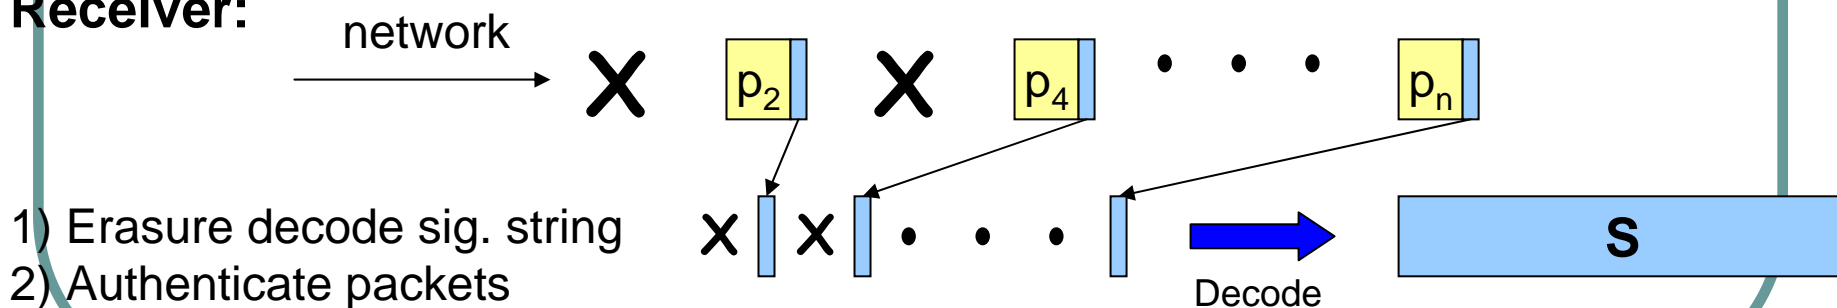 Receiver:
network
X p₂ X p₄ • • • pₙ
1) Erasure decode sig. string X X • • • S
2) Authenticate packets
Decode